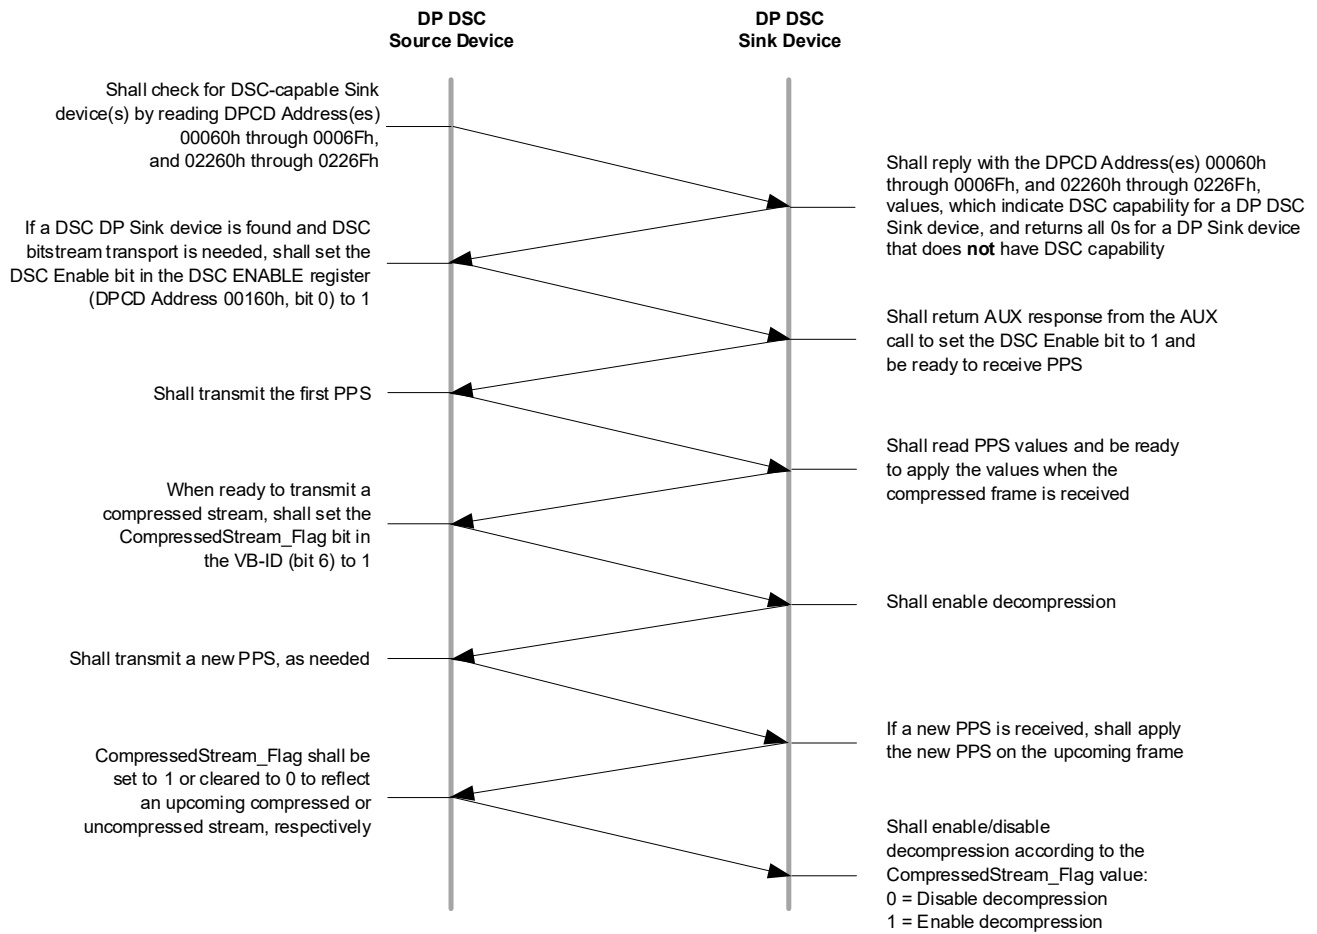 DP DSC
Source Device
DP DSC
Sink Device
Shall check for DSC-capable Sink
device(s) by reading DPCD Address(es)
00060h through 0006Fh,
and 02260h through 0226Fh
Shall reply with the DPCD Address(es) 00060h
through 0006Fh, and 02260h through 0226Fh,
values, which indicate DSC capability for a DP DSC
Sink device, and returns all 0s for a DP Sink device
that does not have DSC capability
If a DSC DP Sink device is found and DSC
bitstream transport is needed, shall set the
DSC Enable bit in the DSC ENABLE register
(DPCD Address 00160h, bit 0) to 1
Shall return AUX response from the AUX
call to set the DSC Enable bit to 1 and
be ready to receive PPS
Shall transmit the first PPS
Shall read PPS values and be ready
to apply the values when the
compressed frame is received
When ready to transmit a
compressed stream, shall set the
CompressedStream_Flag bit in
the VB-ID (bit 6) to 1
Shall enable decompression
Shall transmit a new PPS, as needed
If a new PPS is received, shall apply
the new PPS on the upcoming frame
CompressedStream_Flag shall be
set to 1 or cleared to 0 to reflect
an upcoming compressed or
uncompressed stream, respectively
Shall enable/disable
decompression according to the
CompressedStream_Flag value:
0 = Disable decompression
1 = Enable decompression